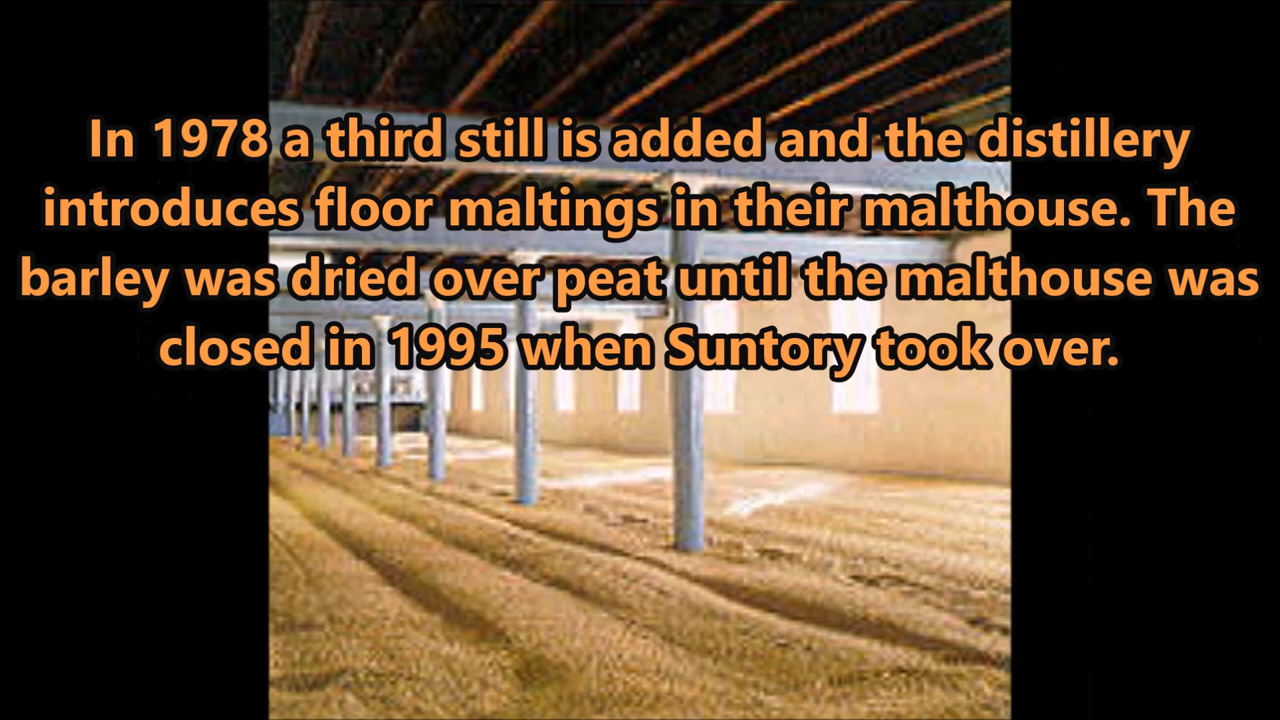 In 1978 a third still is added and the distillery
introduces floor maltings in their malthouse. The
barley was dried over peat until the malthouse was
closed in 1995 when Suntory took over.